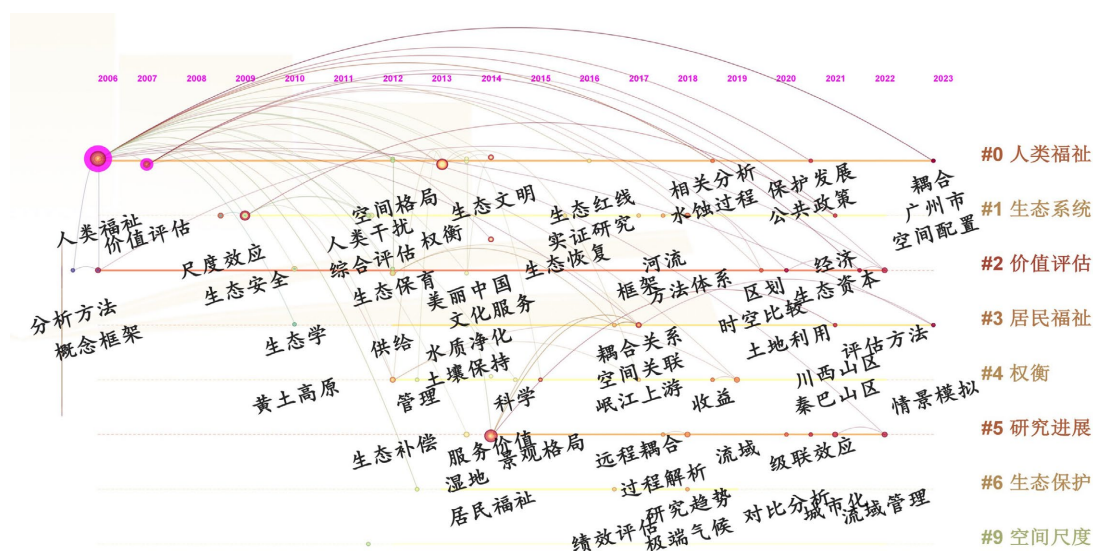 2006 2007 2008 2009 2010 2011 2012 2013 2014 2015 2016 2017 2018 2019 2020 2021 2022 2023
#0 人类福祉
#1 生态系统
#2 价值评估
#3 居民福祉
#4 权衡
#5 研究进展
#6 生态保护
#9 空间尺度
人类福祉
价值评估
空间格局
生态文明
生态红线
相关分析
保护发展
耦合
尺度效应
人类干扰
权衡
实证研究
水蚀过程
公共政策
广州市
空间配置
分析方法
概念框架
生态安全
综合评估
生态保育
美丽中国
文化服务
生态恢复
河流
框架
方法体系
区划
经济
生态资本
生态学
供给
水质净化
土壤保持
耦合关系
空间关联
时空比较
土地利用
评估方法
黄土高原
管理
科学
岷江上游
收益
川西山区
秦巴山区
情景模拟
生态补偿
服务价值
景观格局
湿地
远程耦合
流域
级联效应
居民福祉
过程解析
研究趋势
对比分析
城市化
流域管理
绩效评估
极端气候